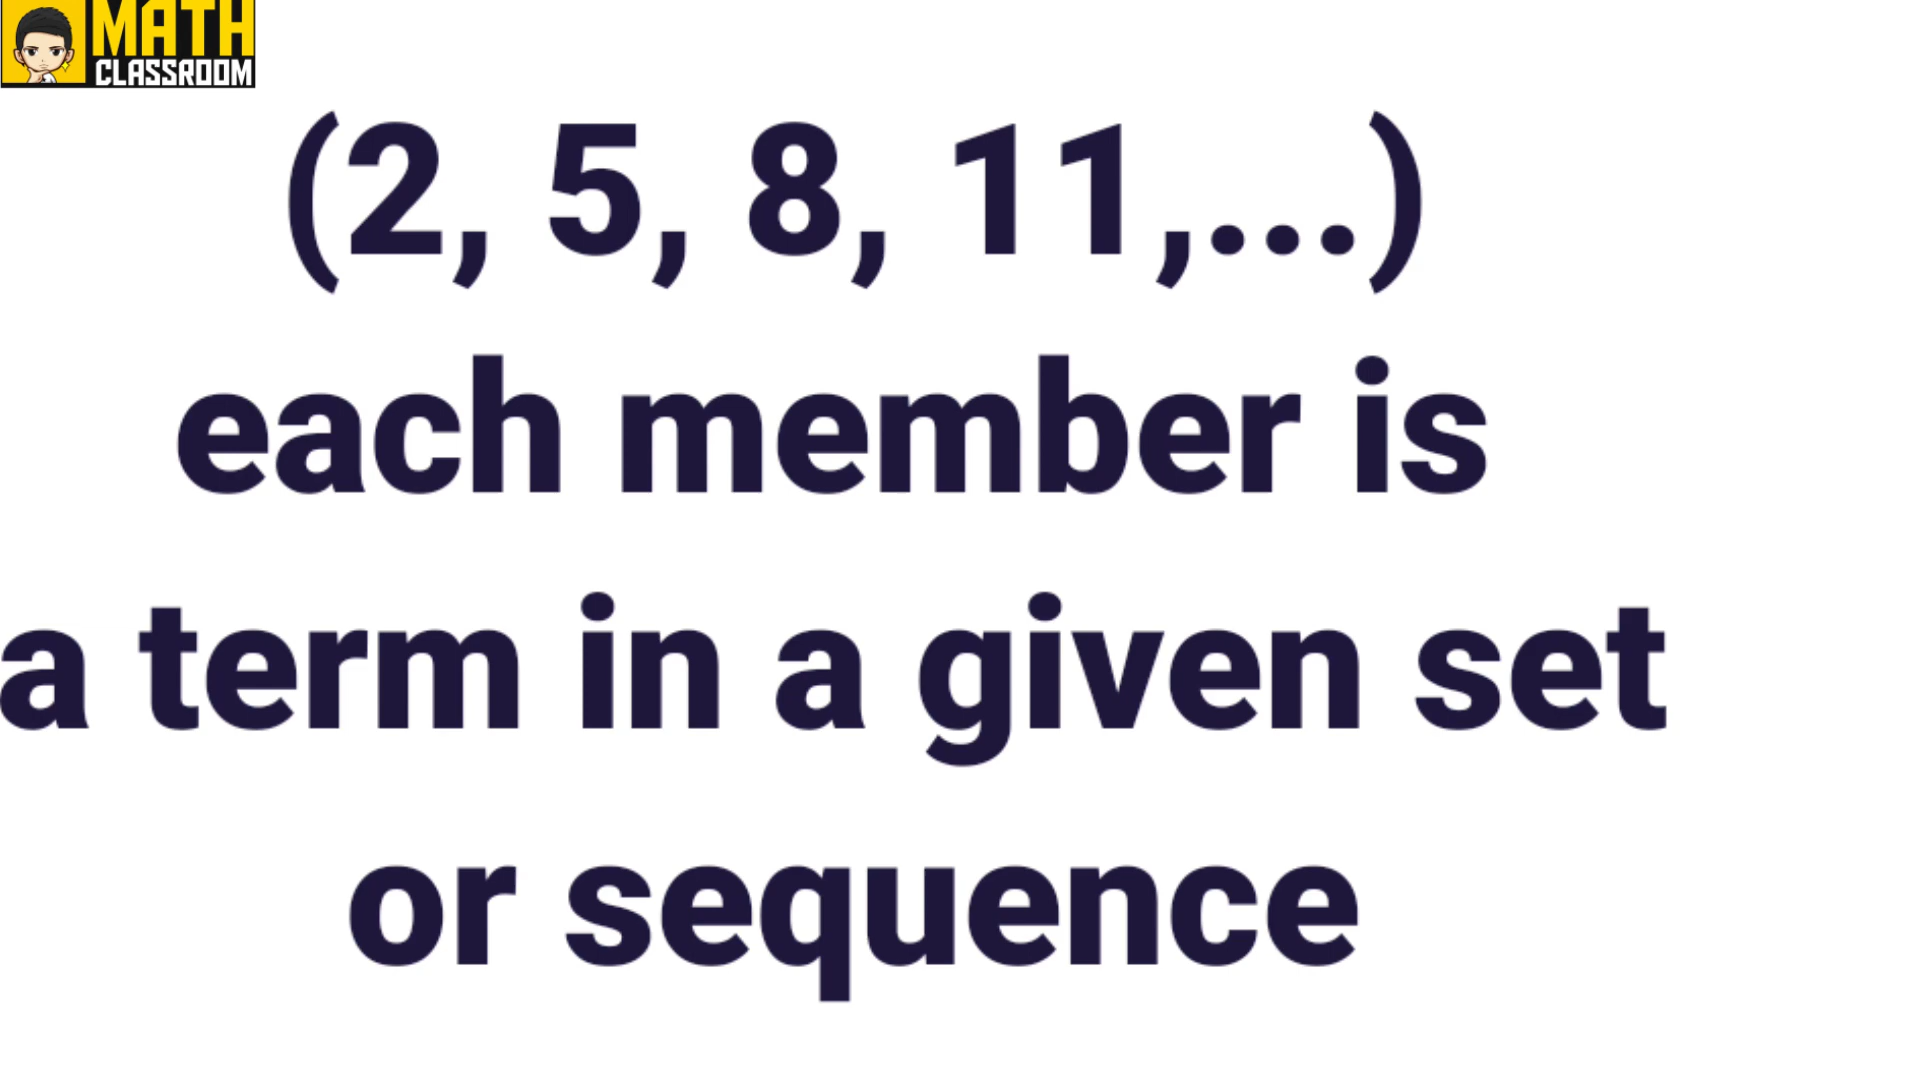 MATH
CLASSROOM
(2, 5, 8, 11,...)
each member is
a term in a given set
or sequence